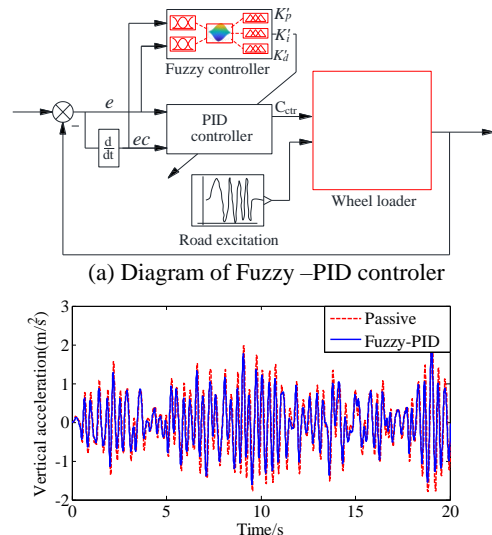 K′p
K′i
K′d
Fuzzy controller
e
PID
controller
Cctr
−
d
dt
ec
Wheel loader
Road excitation
(a) Diagram of Fuzzy –PID controler
Vertical acceleration(m/s²)
3
2
1
0
-1
-2
Passive
Fuzzy-PID
0
5
10
15
20
Time/s